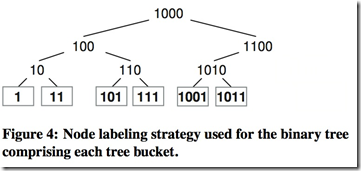 1000
100 1100
10 110 1010
1 11 101 111 1001 1011
Figure 4: Node labeling strategy used for the binary tree
comprising each tree bucket.